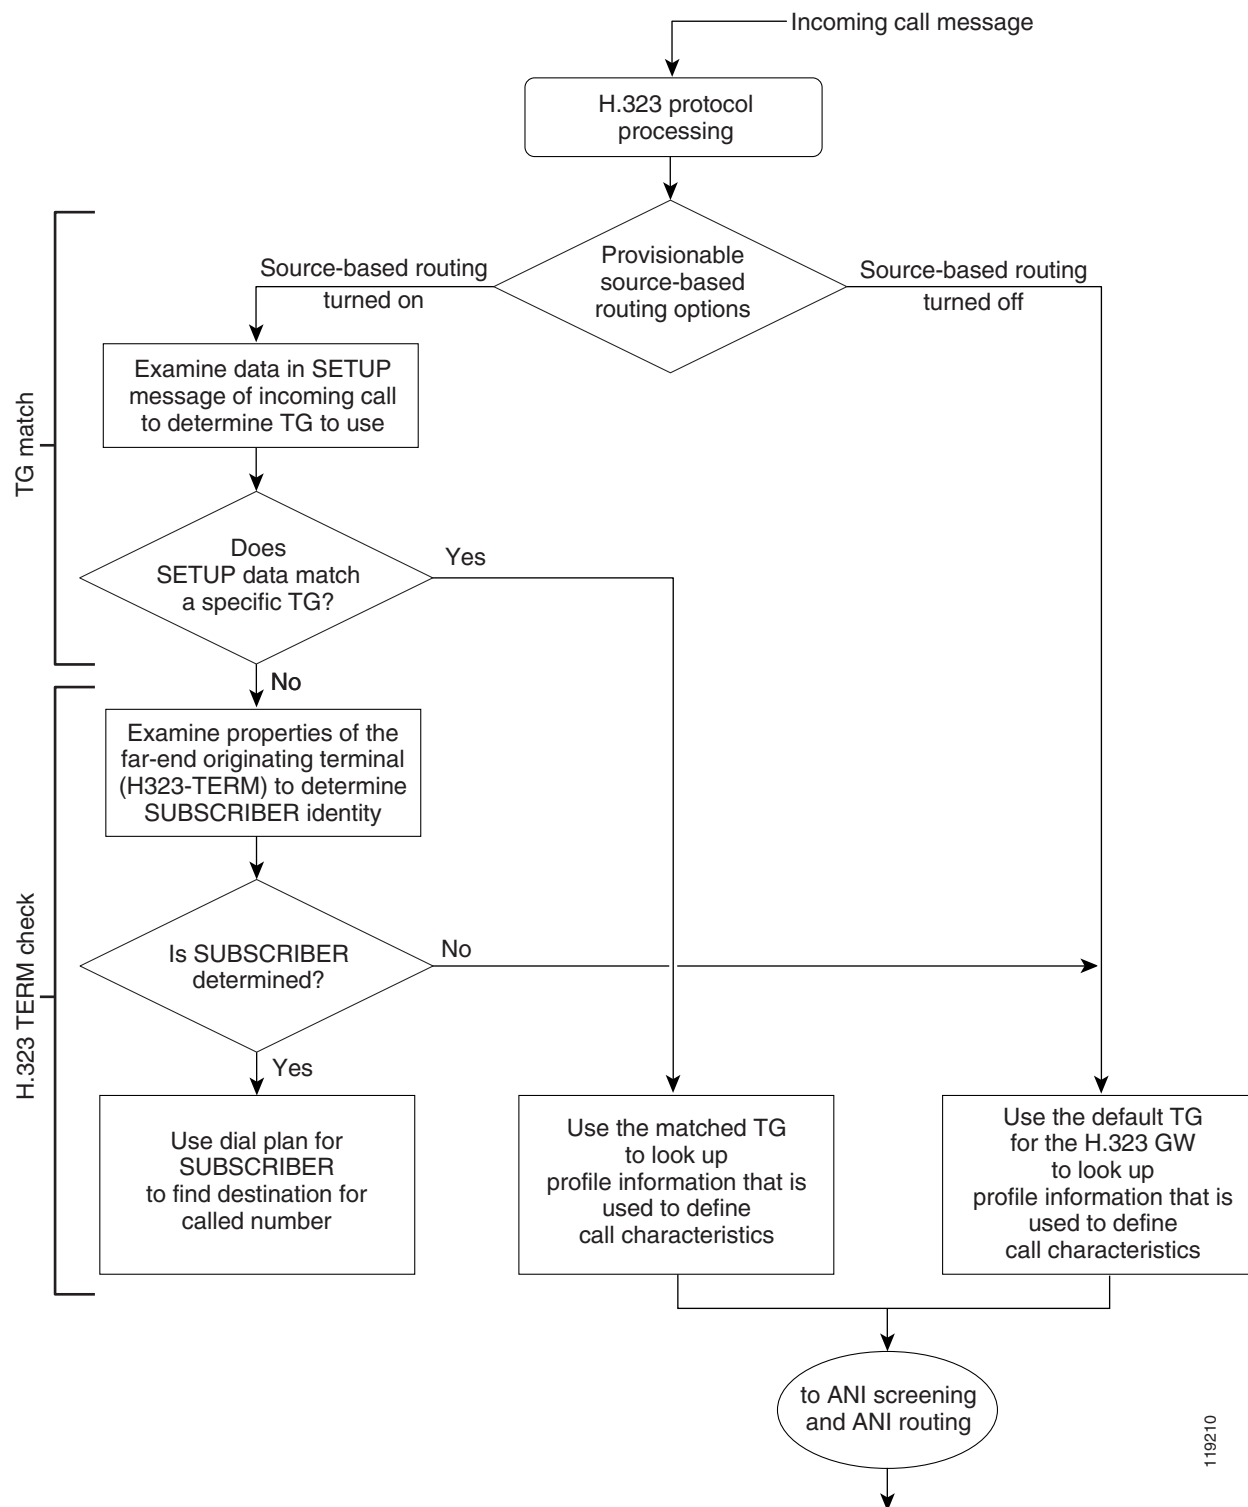 Incoming call message
H.323 protocol
processing
Provisionable
source-based
routing options
Source-based routing
turned on
Source-based routing
turned off
Examine data in SETUP
message of incoming call
to determine TG to use
TG match
Does
SETUP data match
a specific TG?
Yes
No
Examine properties of the
far-end originating terminal
(H323-TERM) to determine
SUBSCRIBER identity
H.323 TERM check
Is SUBSCRIBER
determined?
No
Yes
Use dial plan for
SUBSCRIBER
to find destination for
called number
Use the matched TG
to look up
profile information that is
used to define
call characteristics
Use the default TG
for the H.323 GW
to look up
profile information that is
used to define
call characteristics
to ANI screening
and ANI routing
119210